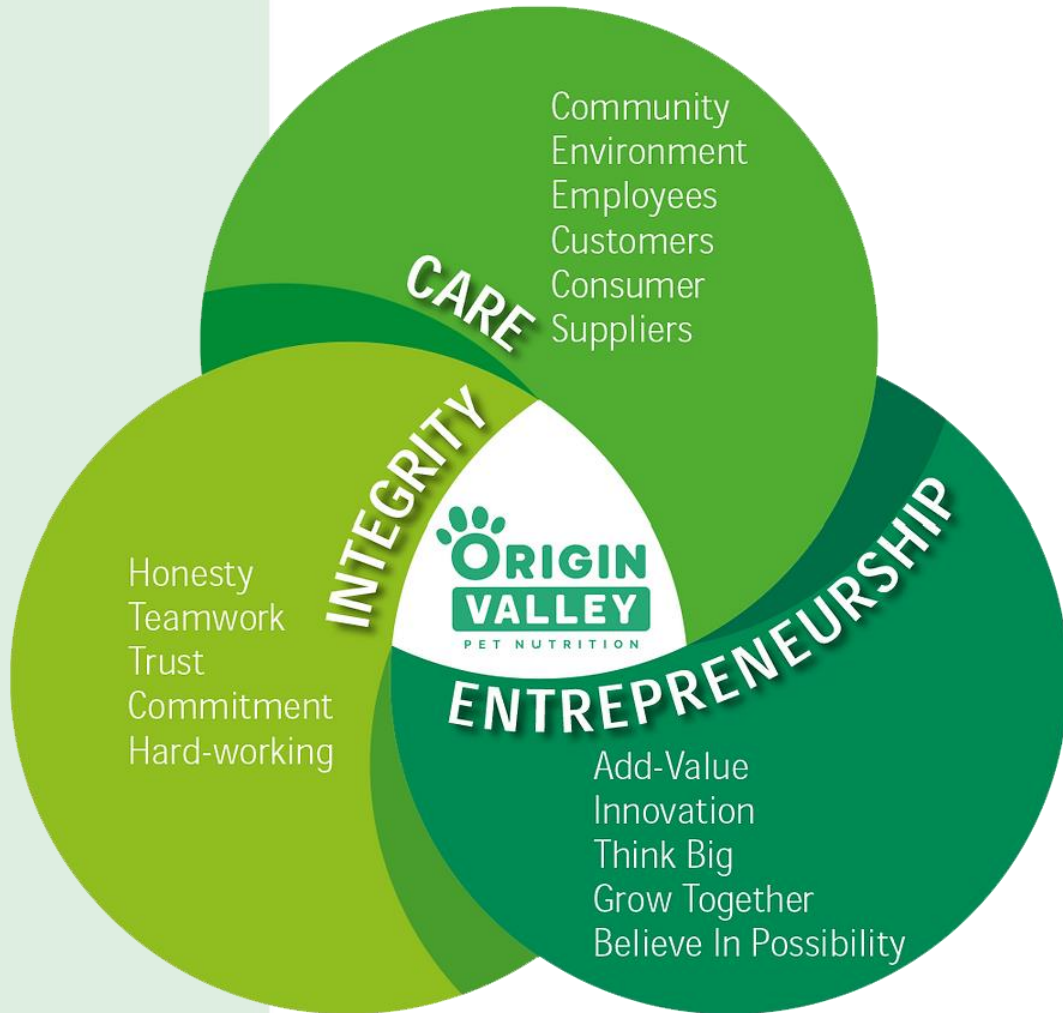 CARE
Community
Environment
Employees
Customers
Consumer
Suppliers
INTEGRITY
Honesty
Teamwork
Trust
Commitment
Hard-working
ORIGIN
VALLEY
PET NUTRITION
ENTREPRENEURSHIP
Add-Value
Innovation
Think Big
Grow Together
Believe In Possibility